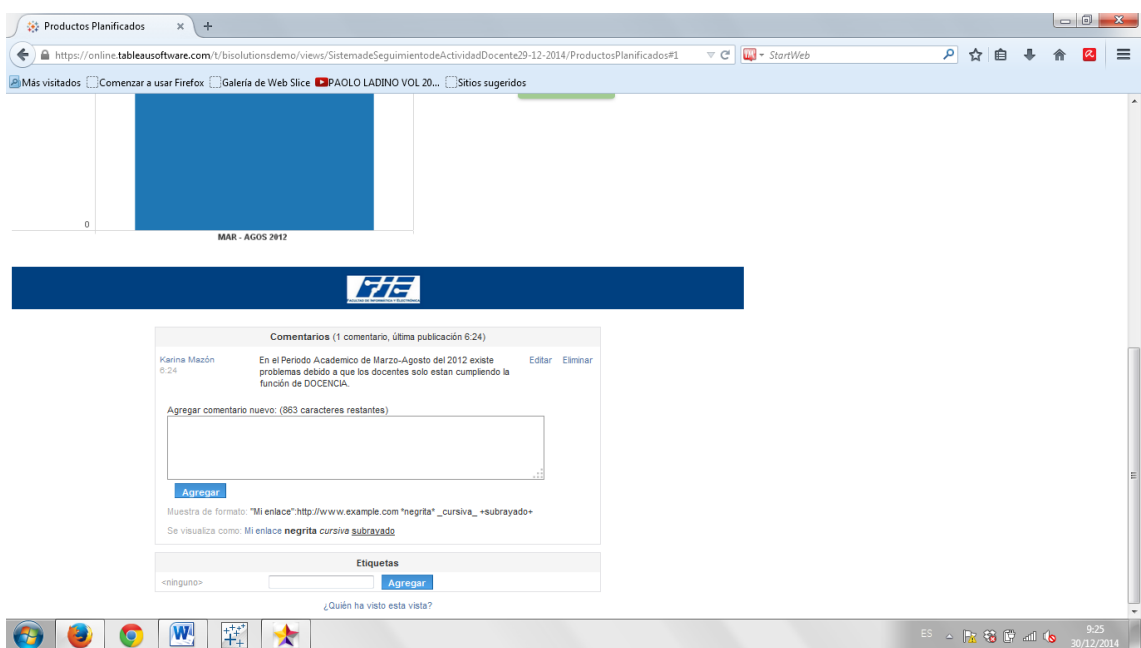 Productos Planificados
https://online.tableausoftware.com/t/bisolutionsdemo/views/SistemadeSeguimientodeActividadDocente29-12-2014/ProductosPlanificados#1
StartWeb
Más visitados Comenzar a usar Firefox Galería de Web Slice PAOLO LADINO VOL 20... Sitios sugeridos
0
MAR - AGOS 2012
FIE
FACULTAD DE INFORMATICA Y ELECTRONICA
Comentarios (1 comentario, última publicación 6:24)
Karina Mazón
6:24
En el Periodo Academico de Marzo-Agosto del 2012 existe
problemas debido a que los docentes solo estan cumpliendo la
función de DOCENCIA.
Editar Eliminar
Agregar comentario nuevo: (863 caracteres restantes)
Agregar
Muestra de formato: "Mi enlace":http://www.example.com *negrita* _cursiva_ +subrayado+
Se visualiza como: Mi enlace negrita cursiva subrayado
Etiquetas
<ninguno>
Agregar
¿Quién ha visto esta vista?
ES
9:25
30/12/2014